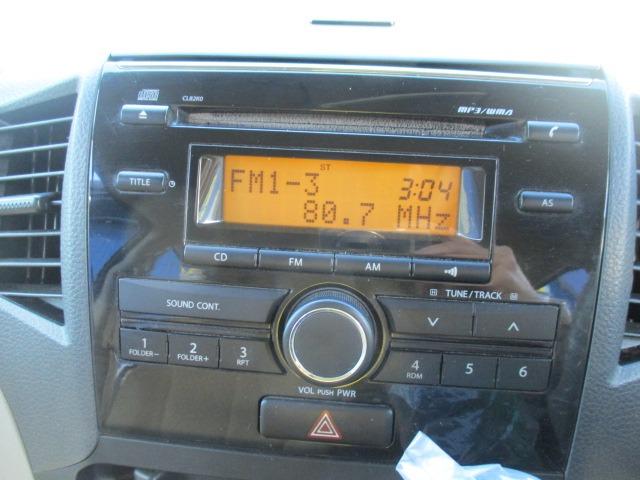 CLR2K0
MP3/WMA
TITLE
ST
FM1-3 3:04
80.7 MHz
AS
CD
FM
AM
SOUND CONT.
TUNE/TRACK
1
FOLDER-
2
FOLDER+
3
RPT
4
RDM
5
6
VOL PUSH PWR